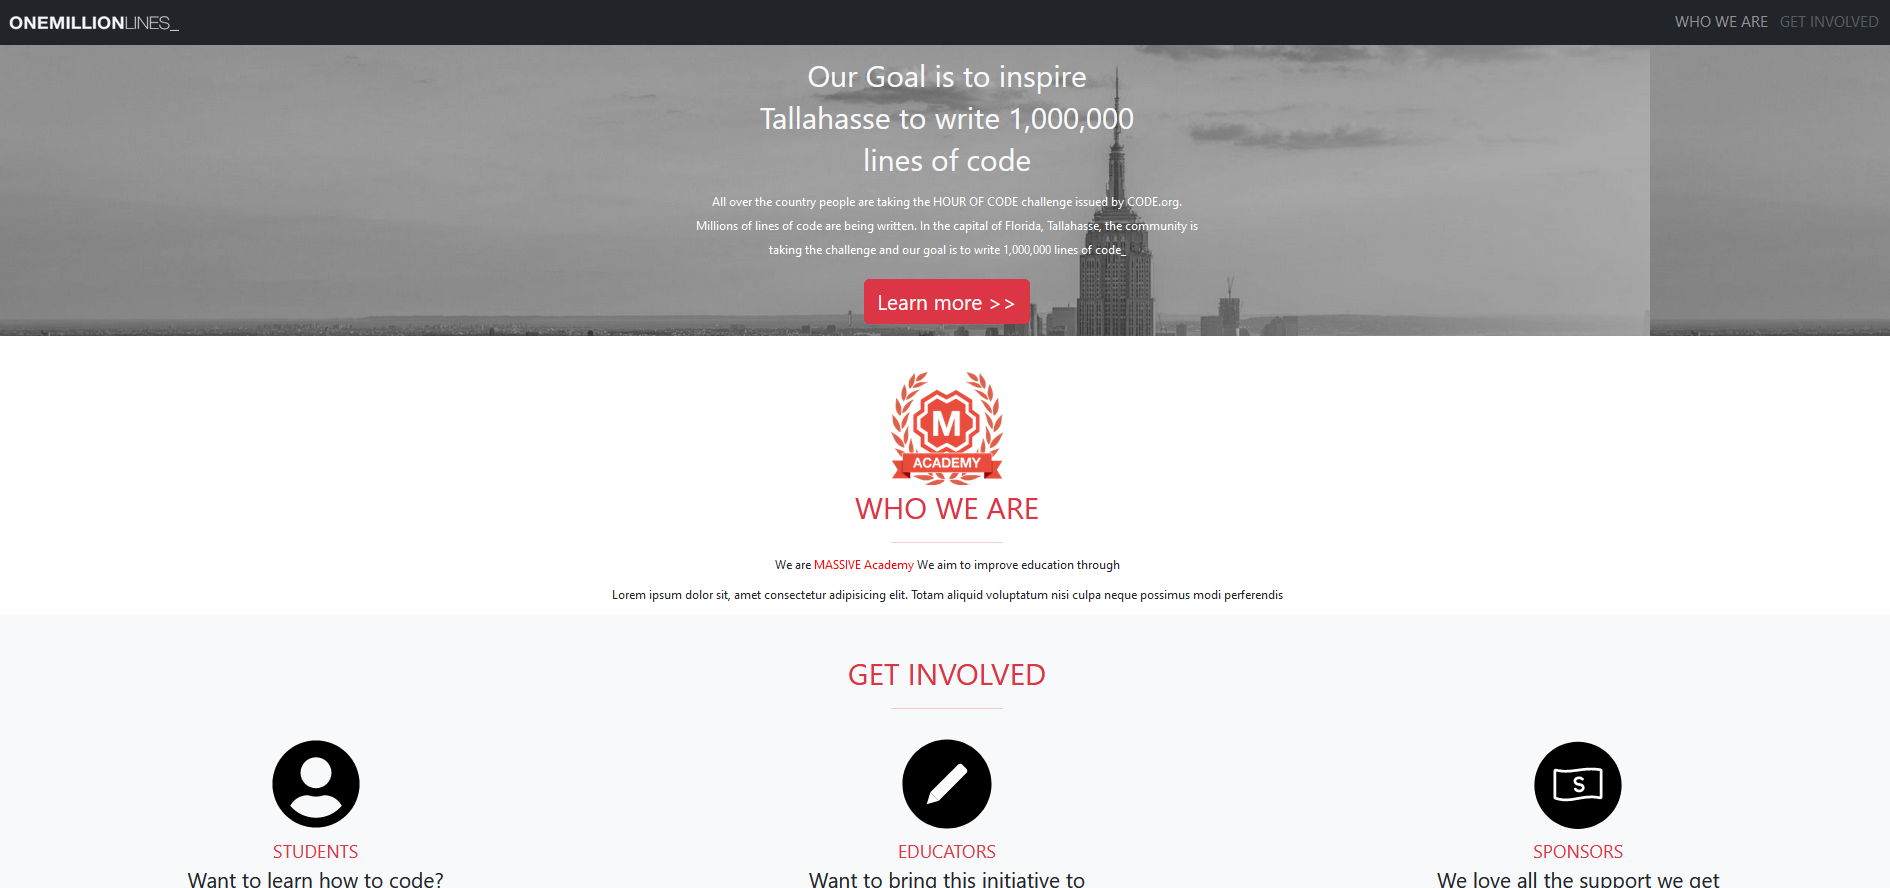 ONEMILLIONLINES_
WHO WE ARE GET INVOLVED
Our Goal is to inspire
Tallahasse to write 1,000,000
lines of code
All over the country people are taking the HOUR OF CODE challenge issued by CODE.org.
Millions of lines of code are being written. In the capital of Florida, Tallahasse, the community is
taking the challenge and our goal is to write 1,000,000 lines of code_
Learn more >>
M
ACADEMY
WHO WE ARE
We are MASSIVE Academy We aim to improve education through
Lorem ipsum dolor sit, amet consectetur adipisicing elit. Totam aliquid voluptatum nisi culpa neque possimus modi perferendis
GET INVOLVED
S
STUDENTS
EDUCATORS
SPONSORS
Want to learn how to code?
Want to bring this initiative to
We love all the support we get